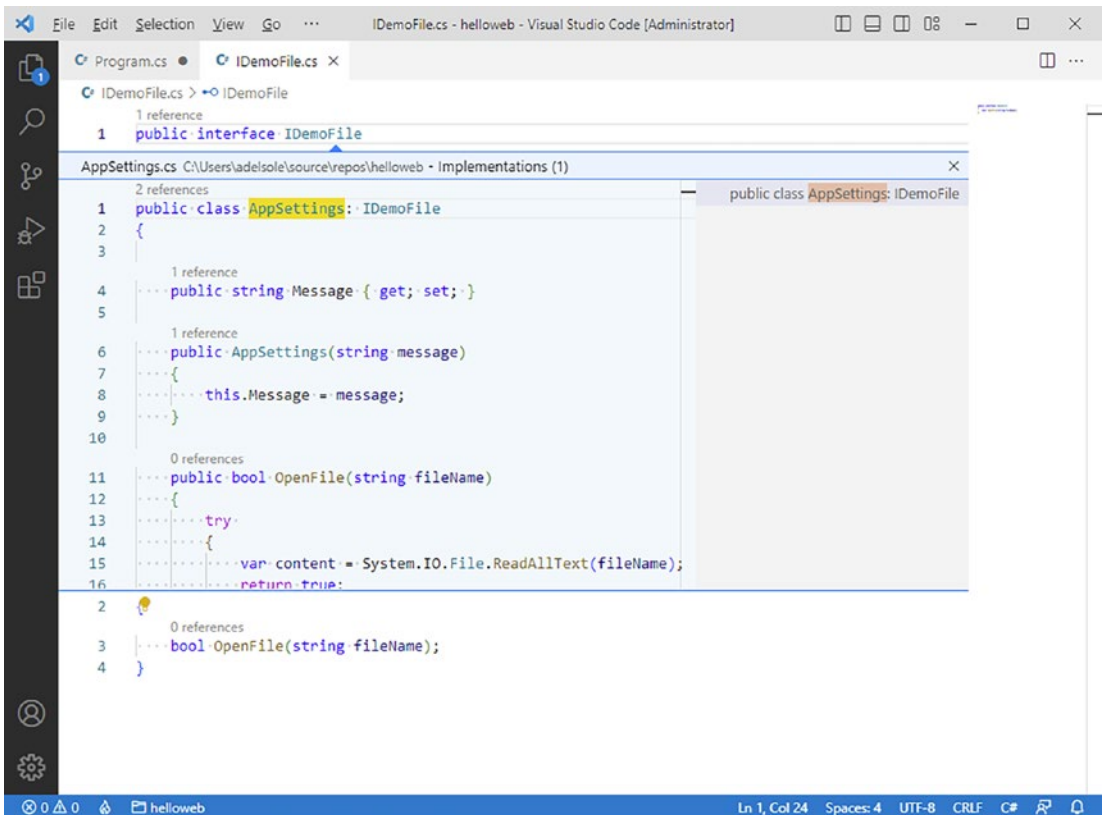 File Edit Selection View Go ··· IDemoFile.cs - helloweb - Visual Studio Code [Administrator]
1
C# Program.cs ● C# IDemoFile.cs ×
C# IDemoFile.cs > IDemoFile
1 reference
1 public interface IDemoFile
AppSettings.cs C:\Users\adelsole\source\repos\helloweb - Implementations (1)
2 references
public class AppSettings: IDemoFile
1 public class AppSettings: IDemoFile
2 {
3
1 reference
4 public string Message { get; set; }
5
1 reference
6 public AppSettings(string message)
7 {
8 this.Message = message;
9 }
10
0 references
11 public bool OpenFile(string fileName)
12 {
13 try
14 {
15 var content = System.IO.File.ReadAllText(fileName);
16 return true;
2 {
0 references
3 bool OpenFile(string fileName);
4 }
0 0 helloweb Ln 1, Col 24 Spaces: 4 UTF-8 CRLF C#